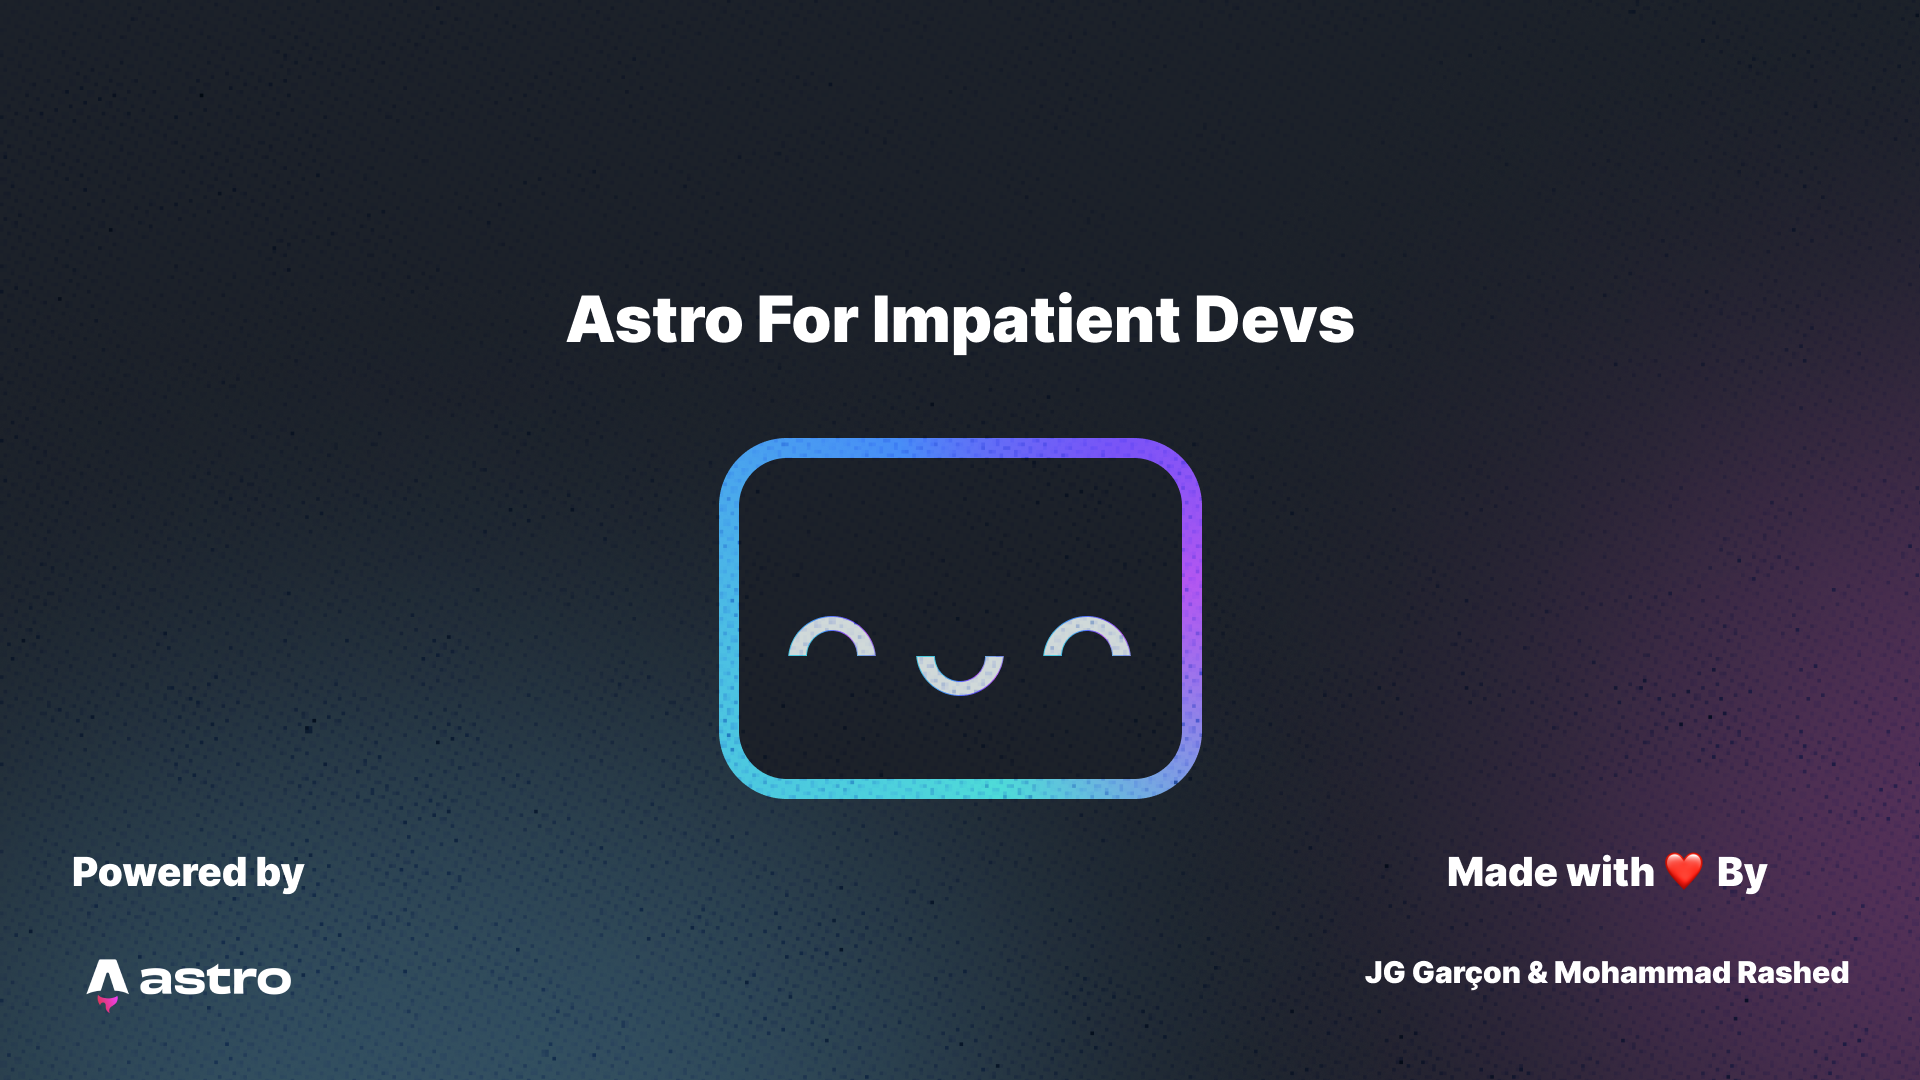 Astro For Impatient Devs
Powered by
astro
Made with ❤️ By
JG Garçon & Mohammad Rashed